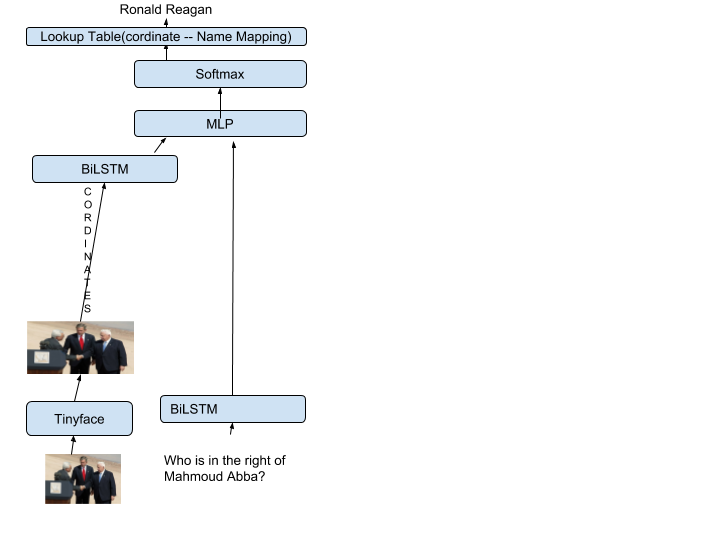 Ronald Reagan
Lookup Table(cordinate -- Name Mapping)
Softmax
MLP
BiLSTM
CORDINATES
Tinyface
BiLSTM
Who is in the right of
Mahmoud Abba?